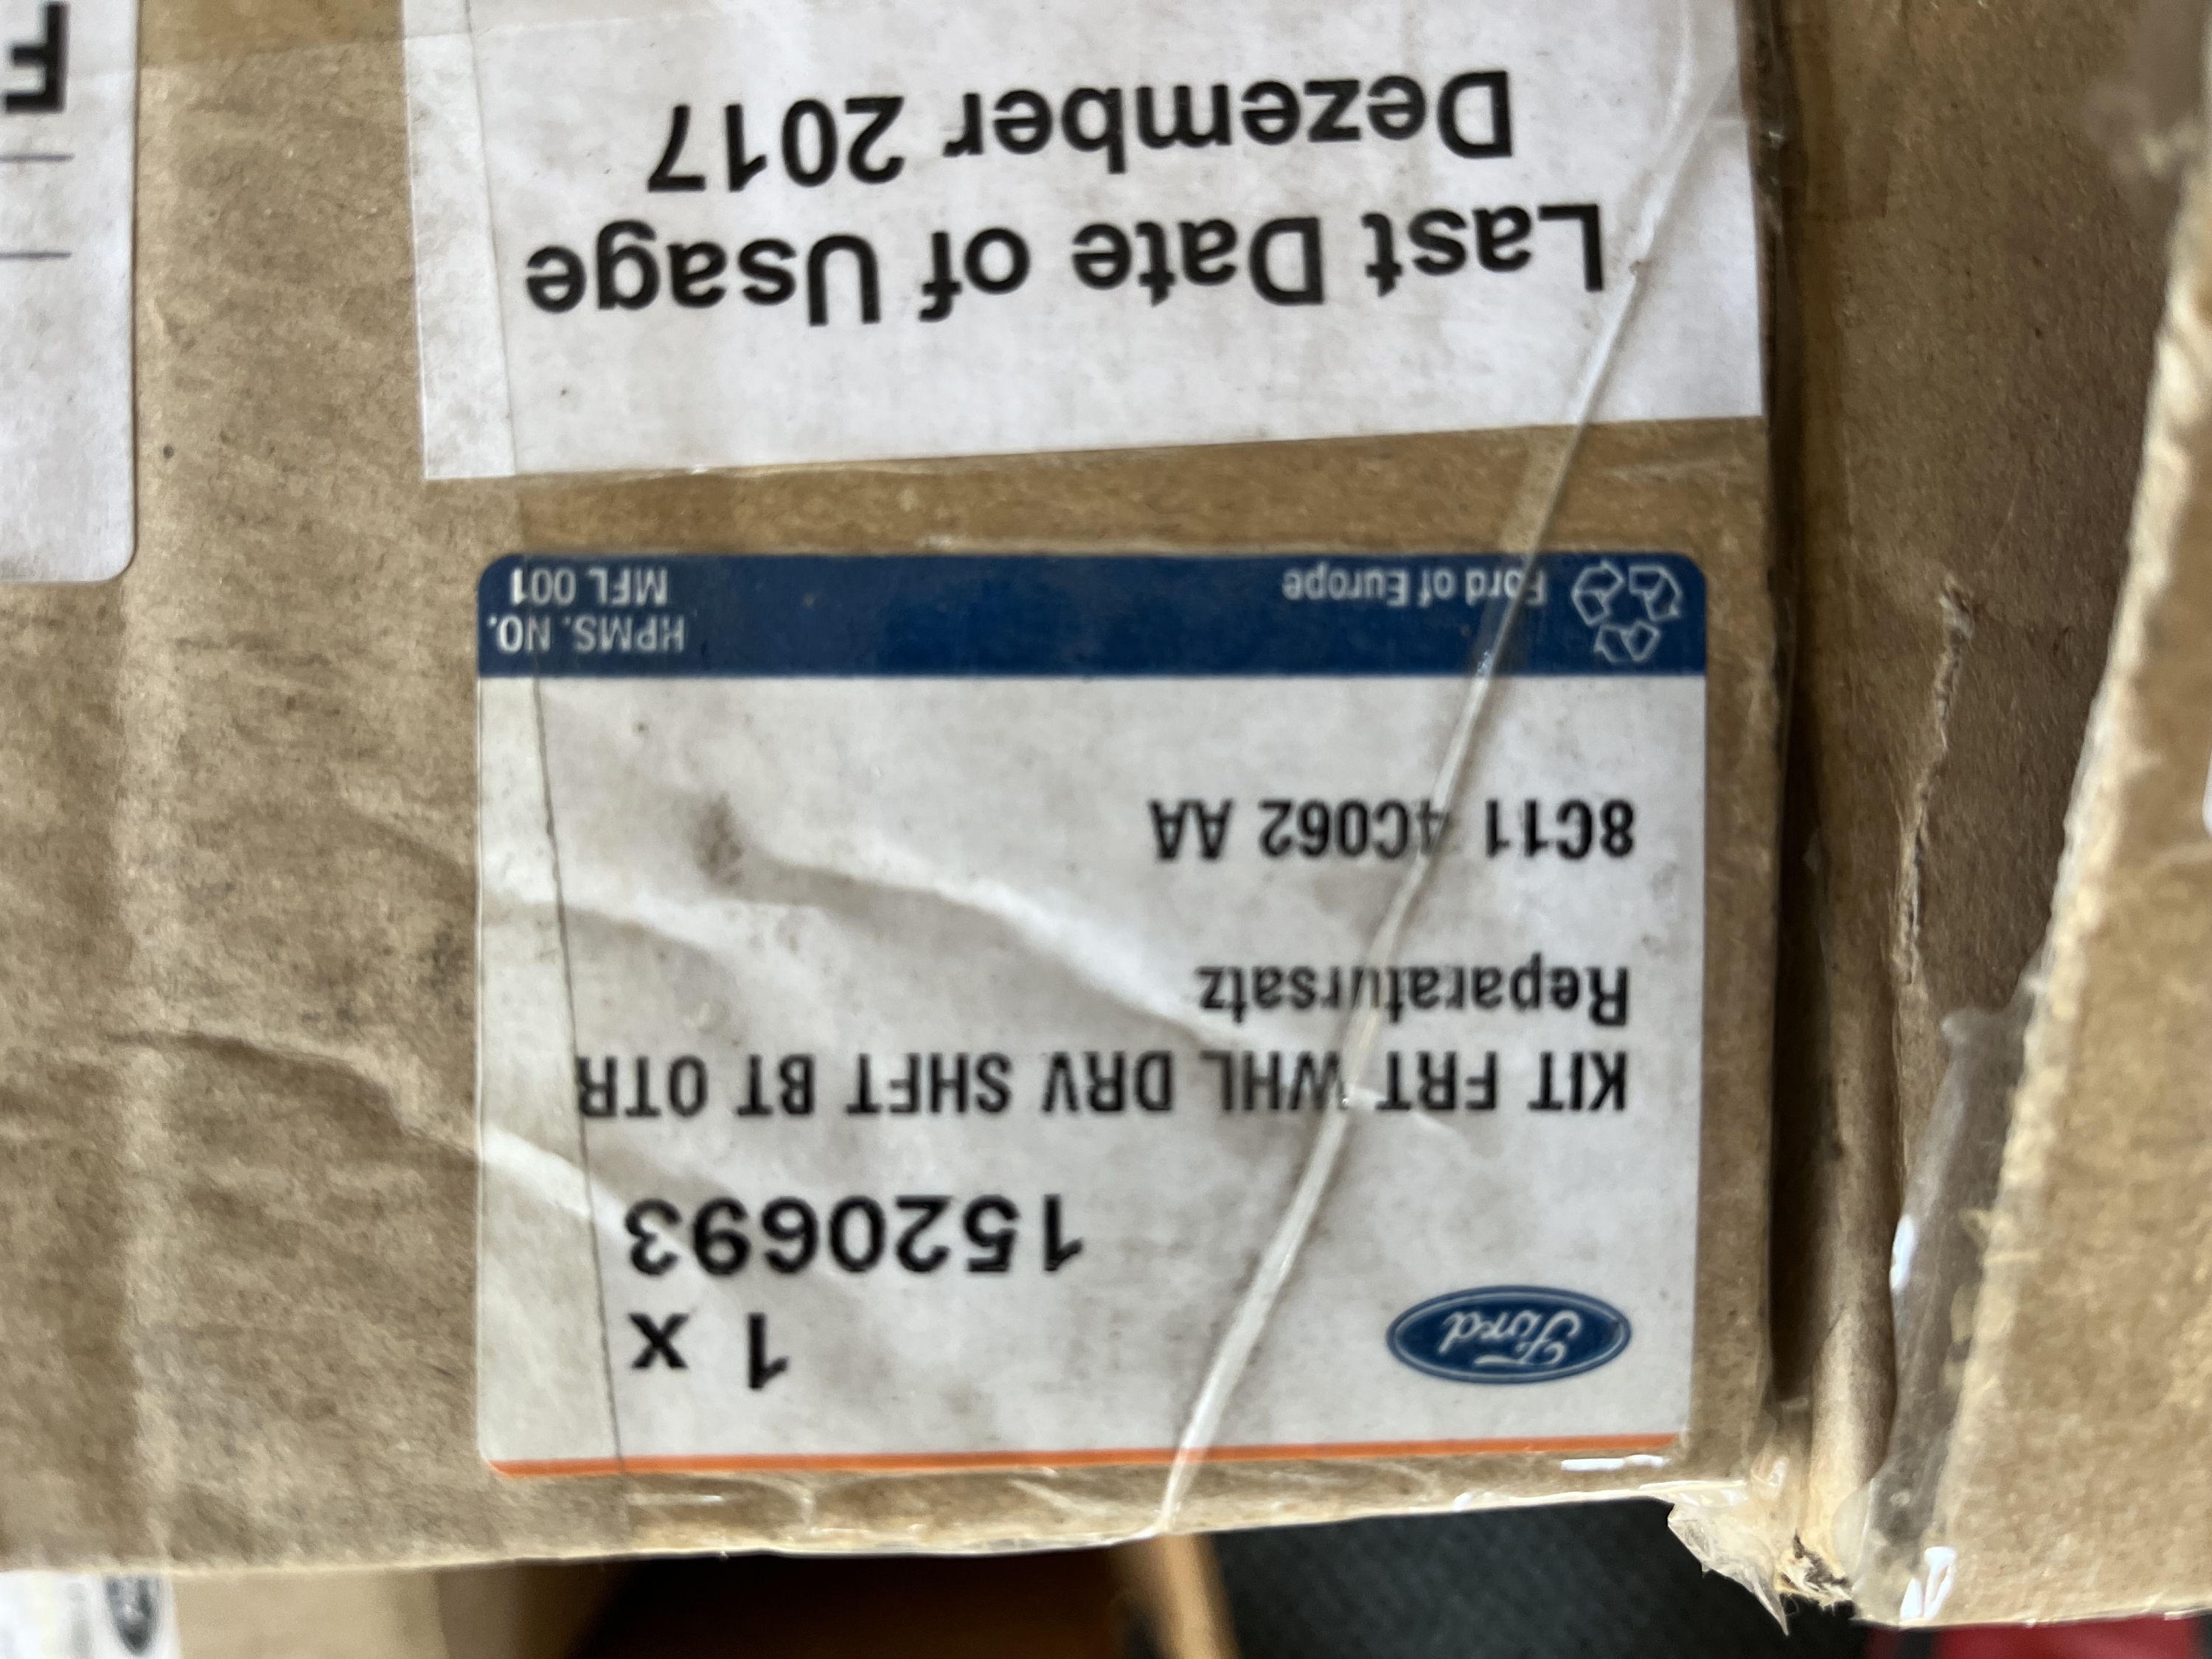 Ford
1 x
1520693
KIT FRT WHL DRV SHFT BT OTR
Reparatursatz
8C11 4C062 AA
HPMS. NO.
MFL 001
Ford of Europe
Last Date of Usage
Dezember 2017